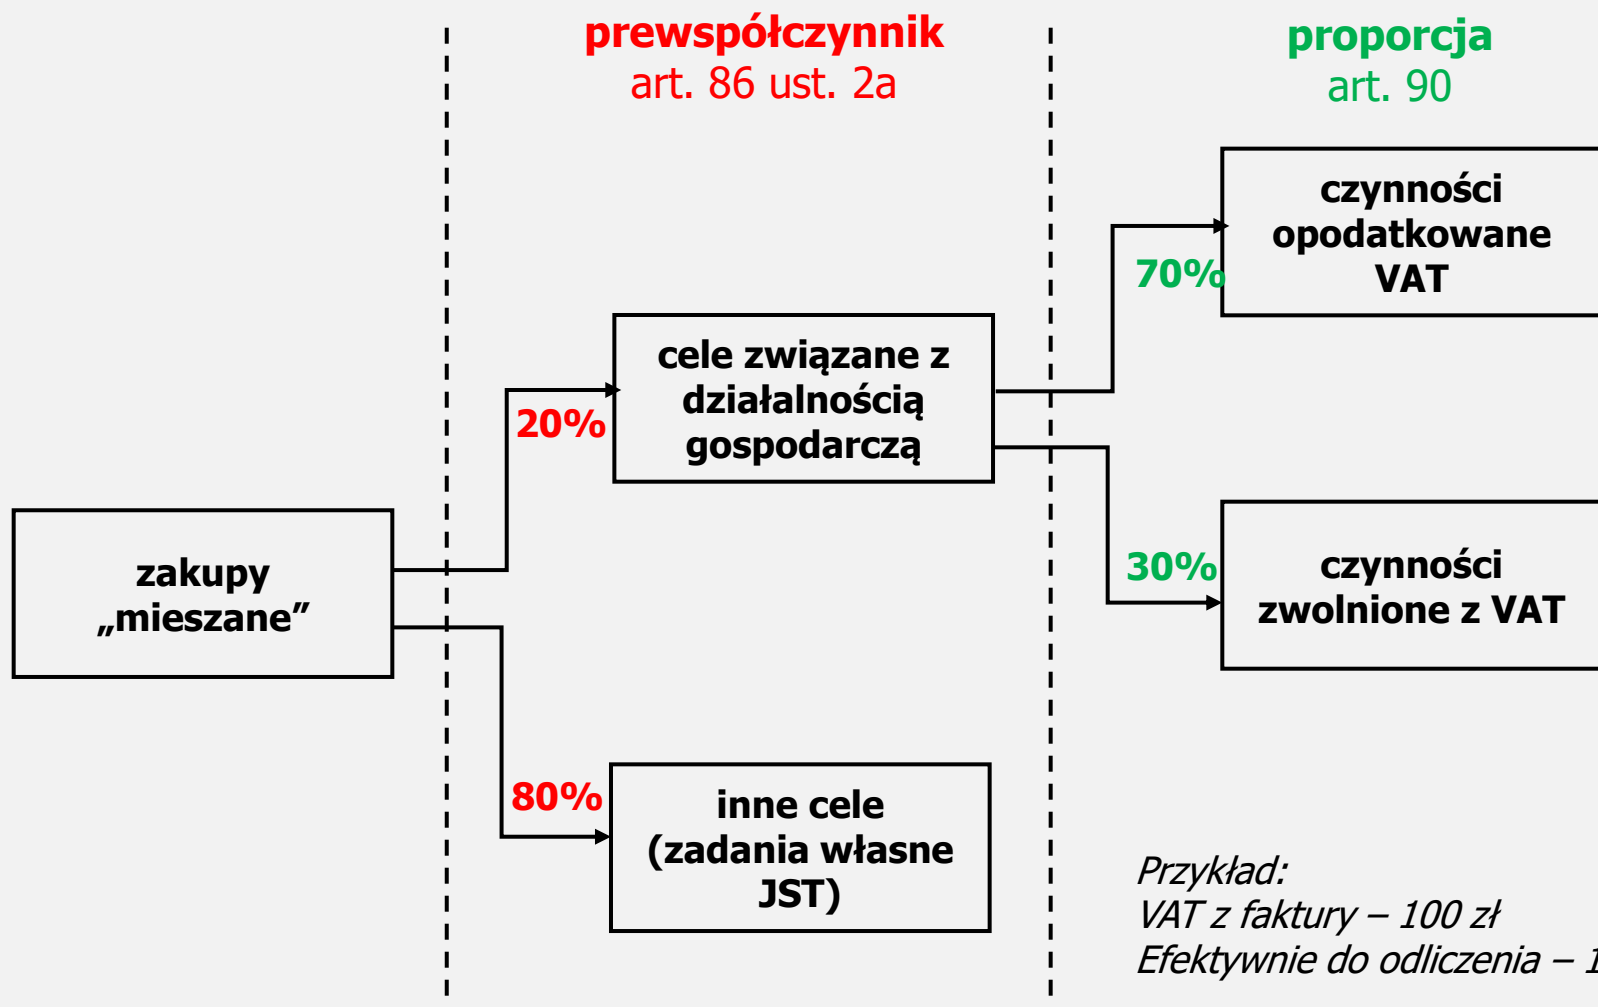 prewspółczynnik
art. 86 ust. 2a
proporcja
art. 90
czynności
opodatkowane
VAT
70%
cele związane z
działalnością
gospodarczą
20%
zakupy
„mieszane”
30%
czynności
zwolnione z VAT
80%
inne cele
(zadania własne
JST)
Przykład:
VAT z faktury – 100 zł
Efektywnie do odliczenia –